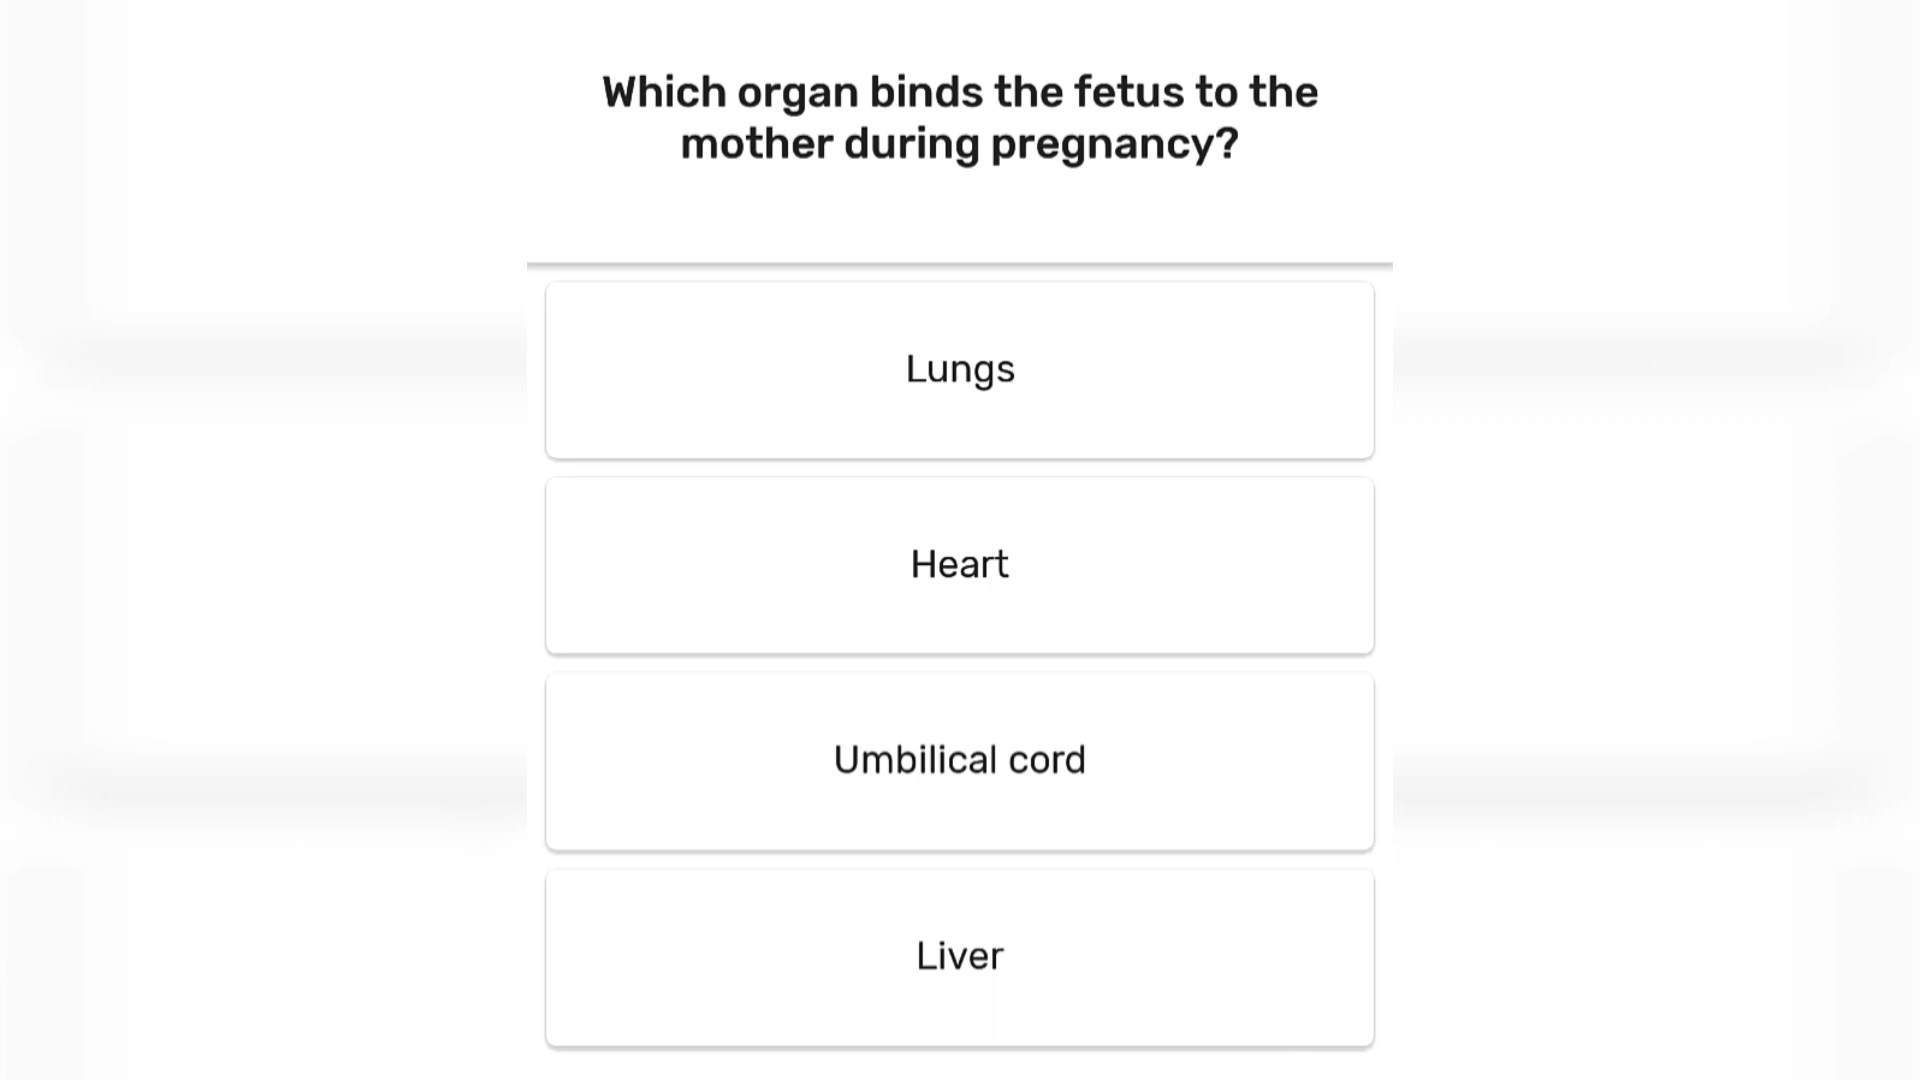 Which organ binds the fetus to the
mother during pregnancy?
Lungs
Heart
Umbilical cord
Liver